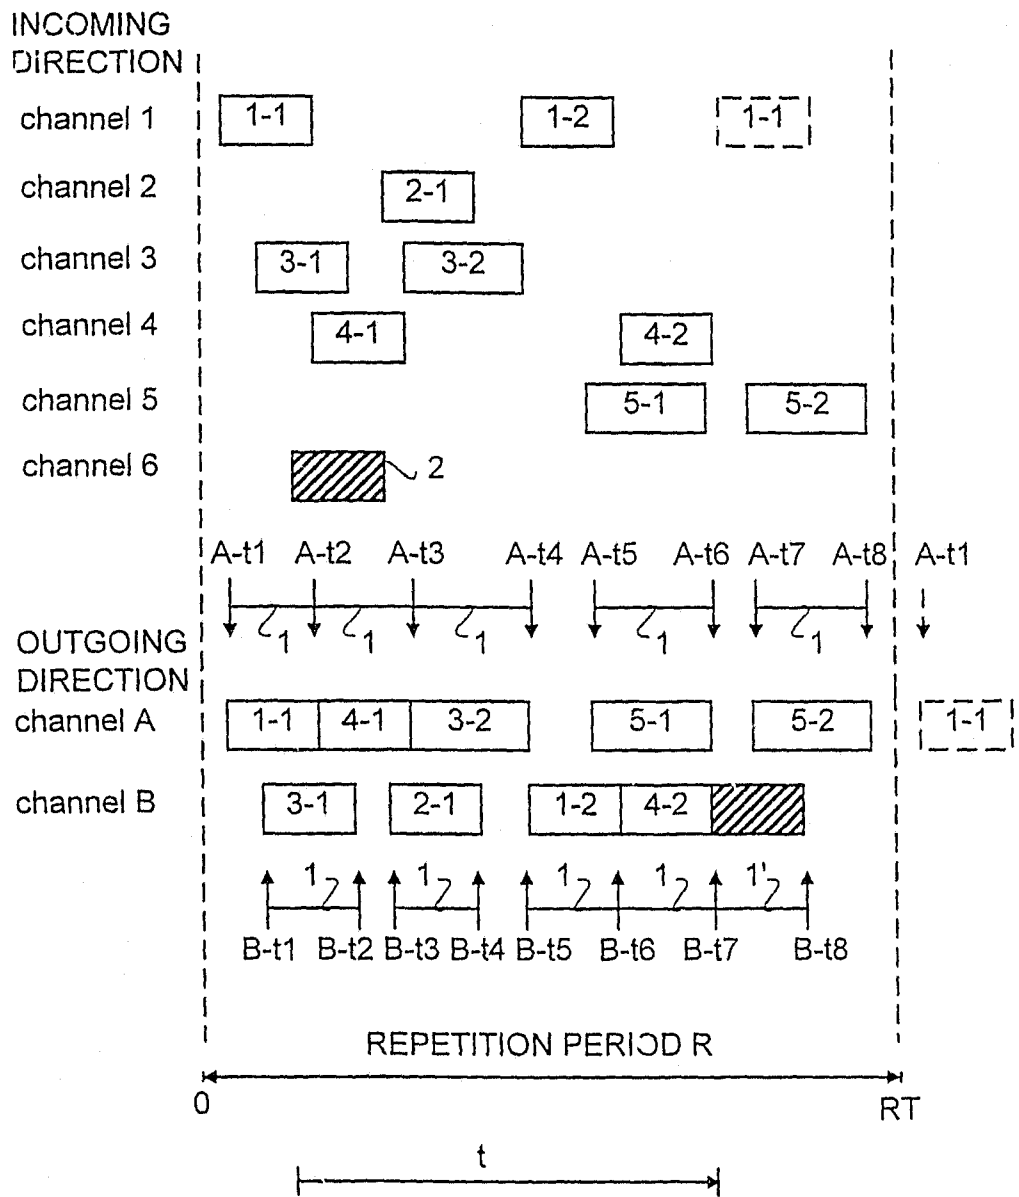 INCOMING
DIRECTION
channel 1 1-1 1-2 1-1
channel 2 2-1
channel 3 3-1 3-2
channel 4 4-1 4-2
channel 5 5-1 5-2
channel 6 2
A-t1 A-t2 A-t3 A-t4 A-t5 A-t6 A-t7 A-t8 A-t1
1 1 1 1 1
OUTGOING
DIRECTION
channel A 1-1 4-1 3-2 5-1 5-2 1-1
channel B 3-1 2-1 1-2 4-2
1 1 1 1 1'
B-t1 B-t2 B-t3 B-t4 B-t5 B-t6 B-t7 B-t8
REPETITION PERIOD R
0 RT
t